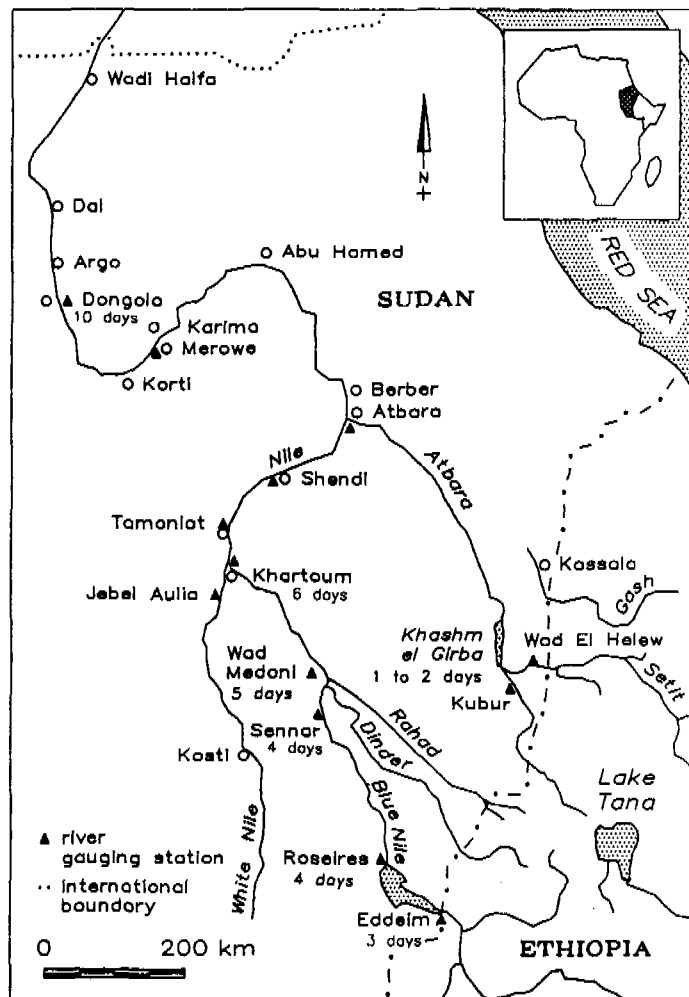 Wadi Halfa
Dal
Argo
Dongola
10 days
Abu Hamed
Karima
Merowe
Korti
N
SUDAN
RED SEA
Berber
Atbara
Nile
Shendi
Atbara
Tamaniat
Khartoum
6 days
Jebel Aulia
Kassala
Gash
Khashm
el Girba
1 to 2 days
Wad El Helew
Setit
Kubur
Wad
Medani
5 days
Sennar
4 days
Rahad
Dinder
Kosti
Blue Nile
White Nile
Lake
Tana
Roseires
4 days
Eddeim
3 days
ETHIOPIA
river
gauging station
international
boundary
0 200 km